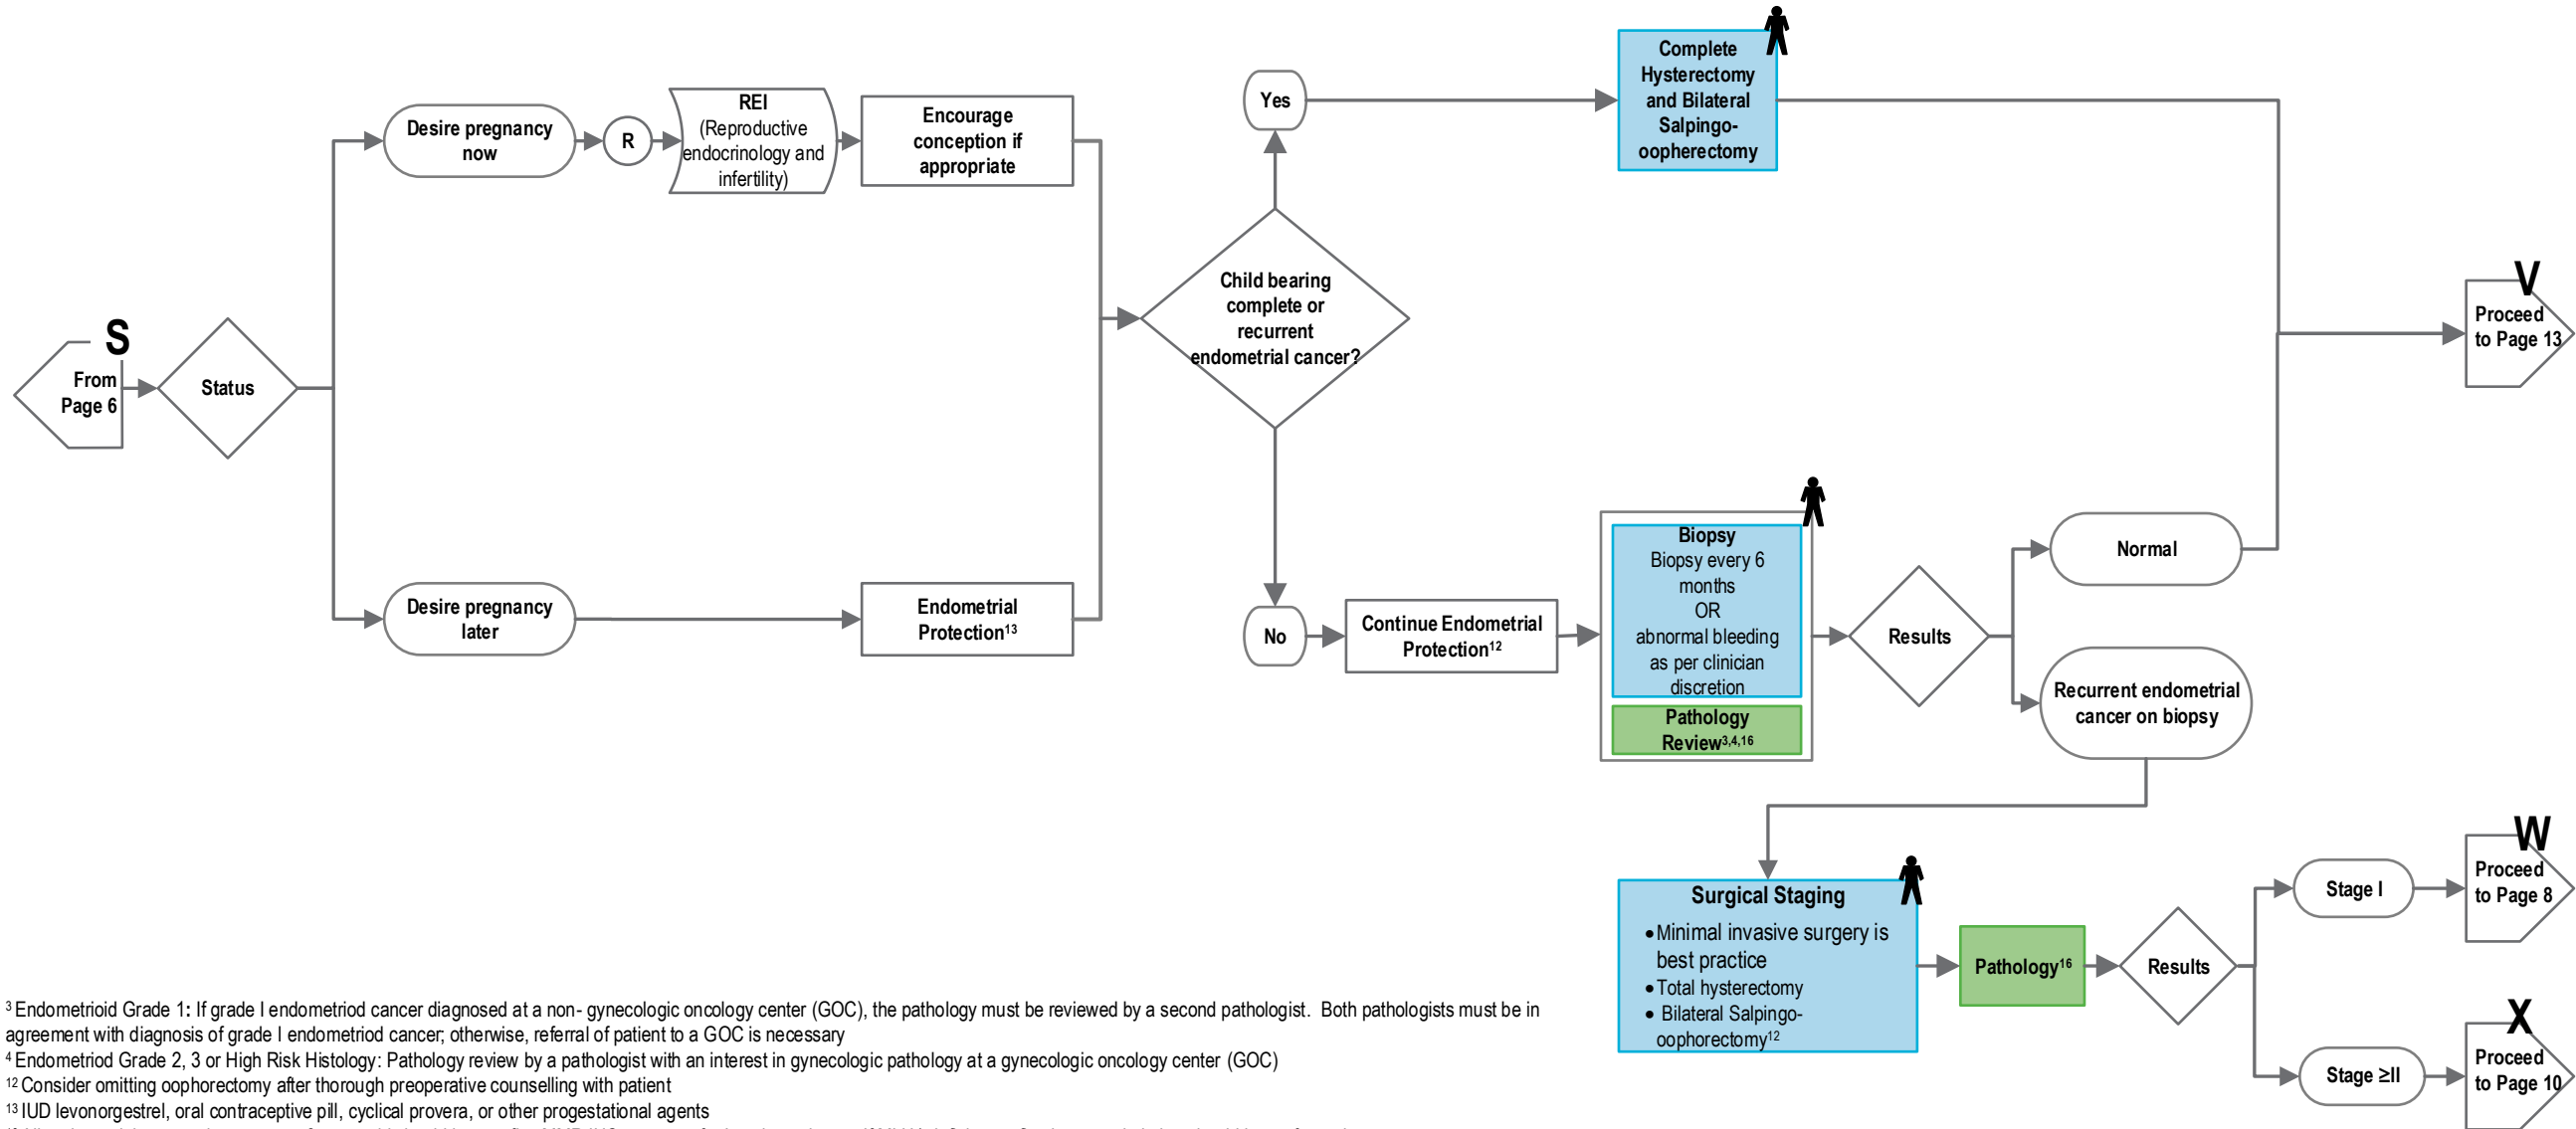 S
From
Page 6
Status
Desire pregnancy
now
R
REI
(Reproductive
endocrinology and
infertility)
Encourage
conception if
appropriate
Desire pregnancy
later
Endometrial
Protection13
Child bearing
complete or
recurrent
endometrial cancer?
Yes
Complete
Hysterectomy
and Bilateral
Salpingo-
oopherectomy
V
Proceed
to Page 13
No
Continue Endometrial
Protection12
Biopsy
Biopsy every 6
months
OR
abnormal bleeding
as per clinician
discretion
Pathology
Review3,4,16
Results
Normal
Recurrent endometrial
cancer on biopsy
Surgical Staging
• Minimal invasive surgery is
best practice
• Total hysterectomy
• Bilateral Salpingo-
oophorectomy12
Pathology16
Results
Stage I
W
Proceed
to Page 8
Stage ≥II
X
Proceed
to Page 10
3 Endometrioid Grade 1: If grade I endometriod cancer diagnosed at a non- gynecologic oncology center (GOC), the pathology must be reviewed by a second pathologist. Both pathologists must be in
agreement with diagnosis of grade I endometriod cancer; otherwise, referral of patient to a GOC is necessary
4 Endometriod Grade 2, 3 or High Risk Histology: Pathology review by a pathologist with an interest in gynecologic pathology at a gynecologic oncology center (GOC)
12 Consider omitting oophorectomy after thorough preoperative counselling with patient
13 IUD levonorgestrel, oral contraceptive pill, cyclical provera, or other progestational agents